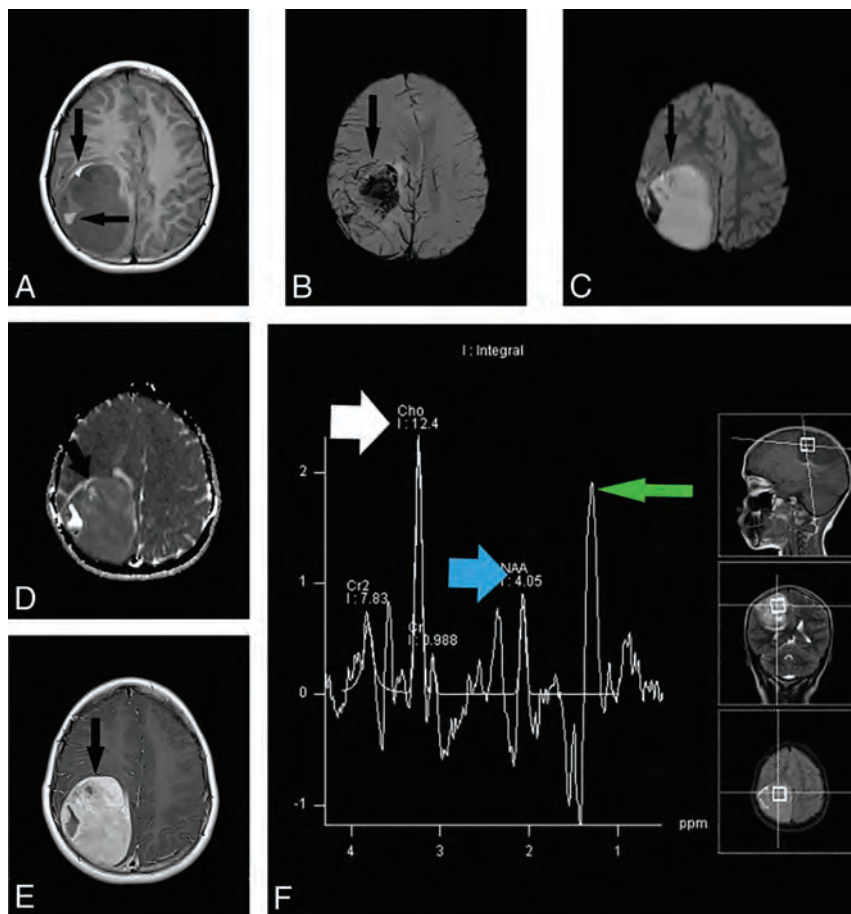 A
B
C
D
E
F
I : Integral
Cho
I : 12.4
Cr2
I : 7.83
Cr
I : 0.988
NAA
I : 4.05
2
1
0
-1
4
3
2
1
ppm